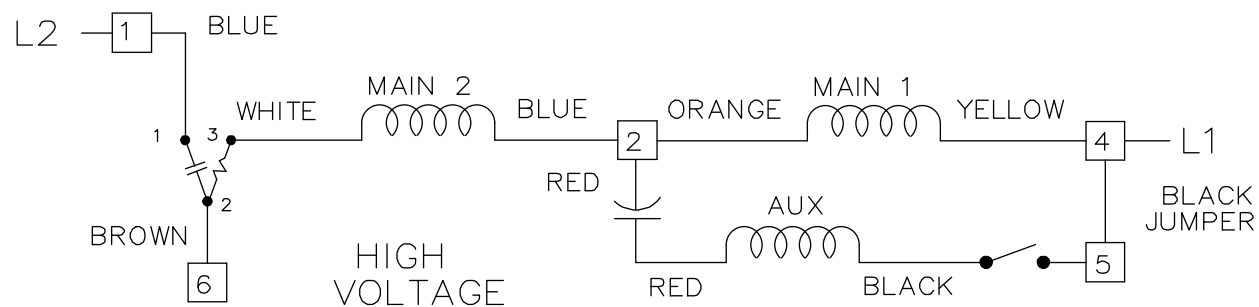 L2
1
BLUE
WHITE
MAIN 2
BLUE
ORANGE
MAIN 1
YELLOW
1
3
2
4
L1
RED
2
AUX
BLACK
JUMPER
BROWN
HIGH
VOLTAGE
6
RED
BLACK
5